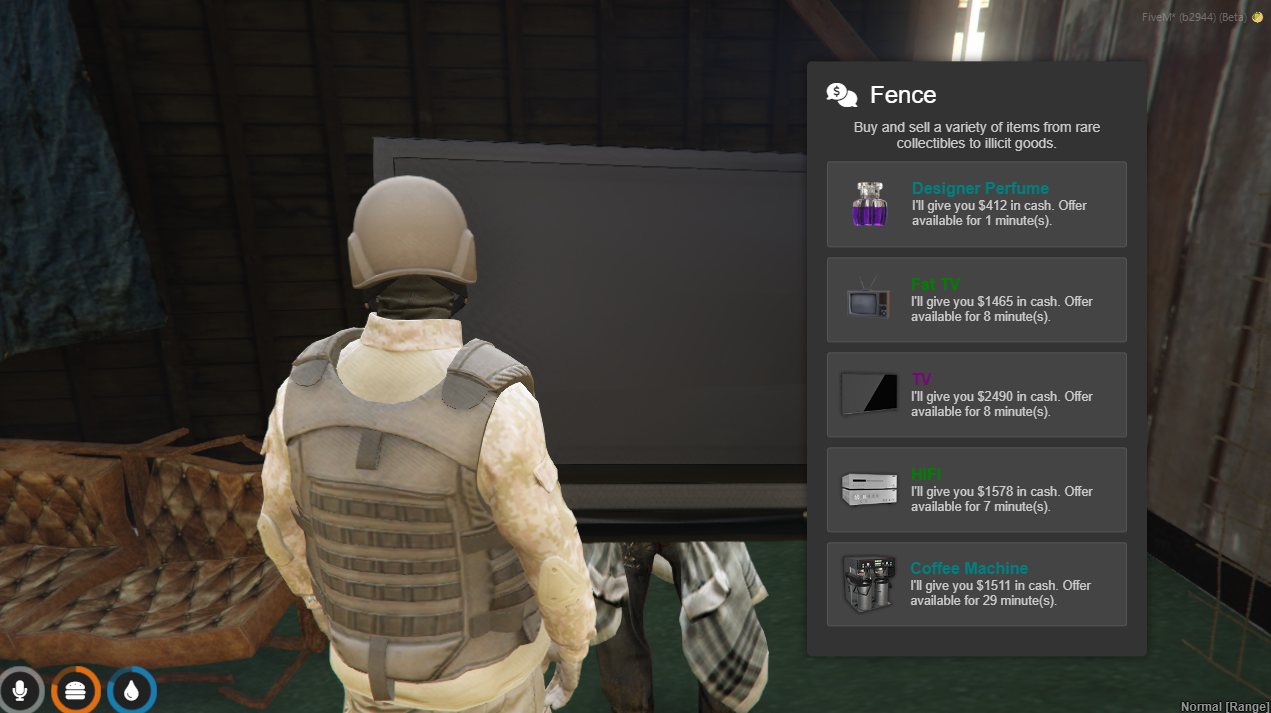 FiveM* (b2944) (Beta)
Fence
Buy and sell a variety of items from rare
collectibles to illicit goods.
Designer Perfume
I'll give you $412 in cash. Offer
available for 1 minute(s).
Fat TV
I'll give you $1465 in cash. Offer
available for 8 minute(s).
TV
I'll give you $2490 in cash. Offer
available for 8 minute(s).
HIFI
I'll give you $1578 in cash. Offer
available for 7 minute(s).
Coffee Machine
I'll give you $1511 in cash. Offer
available for 29 minute(s).
Normal [Range]